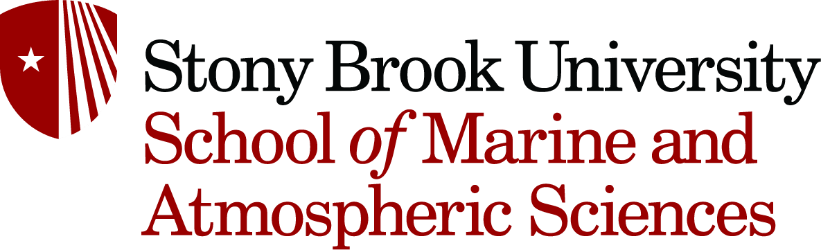 Stony Brook University
School of Marine and
Atmospheric Sciences